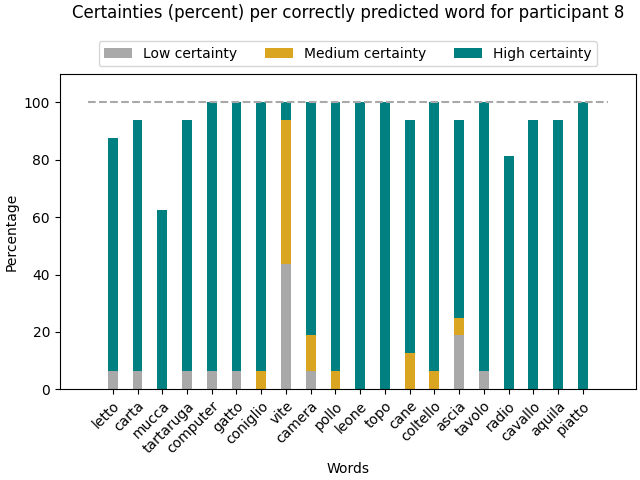 Certainties (percent) per correctly predicted word for participant 8
Low certainty Medium certainty High certainty
100
80
60
40
20
0
Percentage
letto carta mucca tartaruga computer gatto coniglio vite camera pollo leone topo cane coltello ascia tavolo radio cavallo aquila piatto
Words